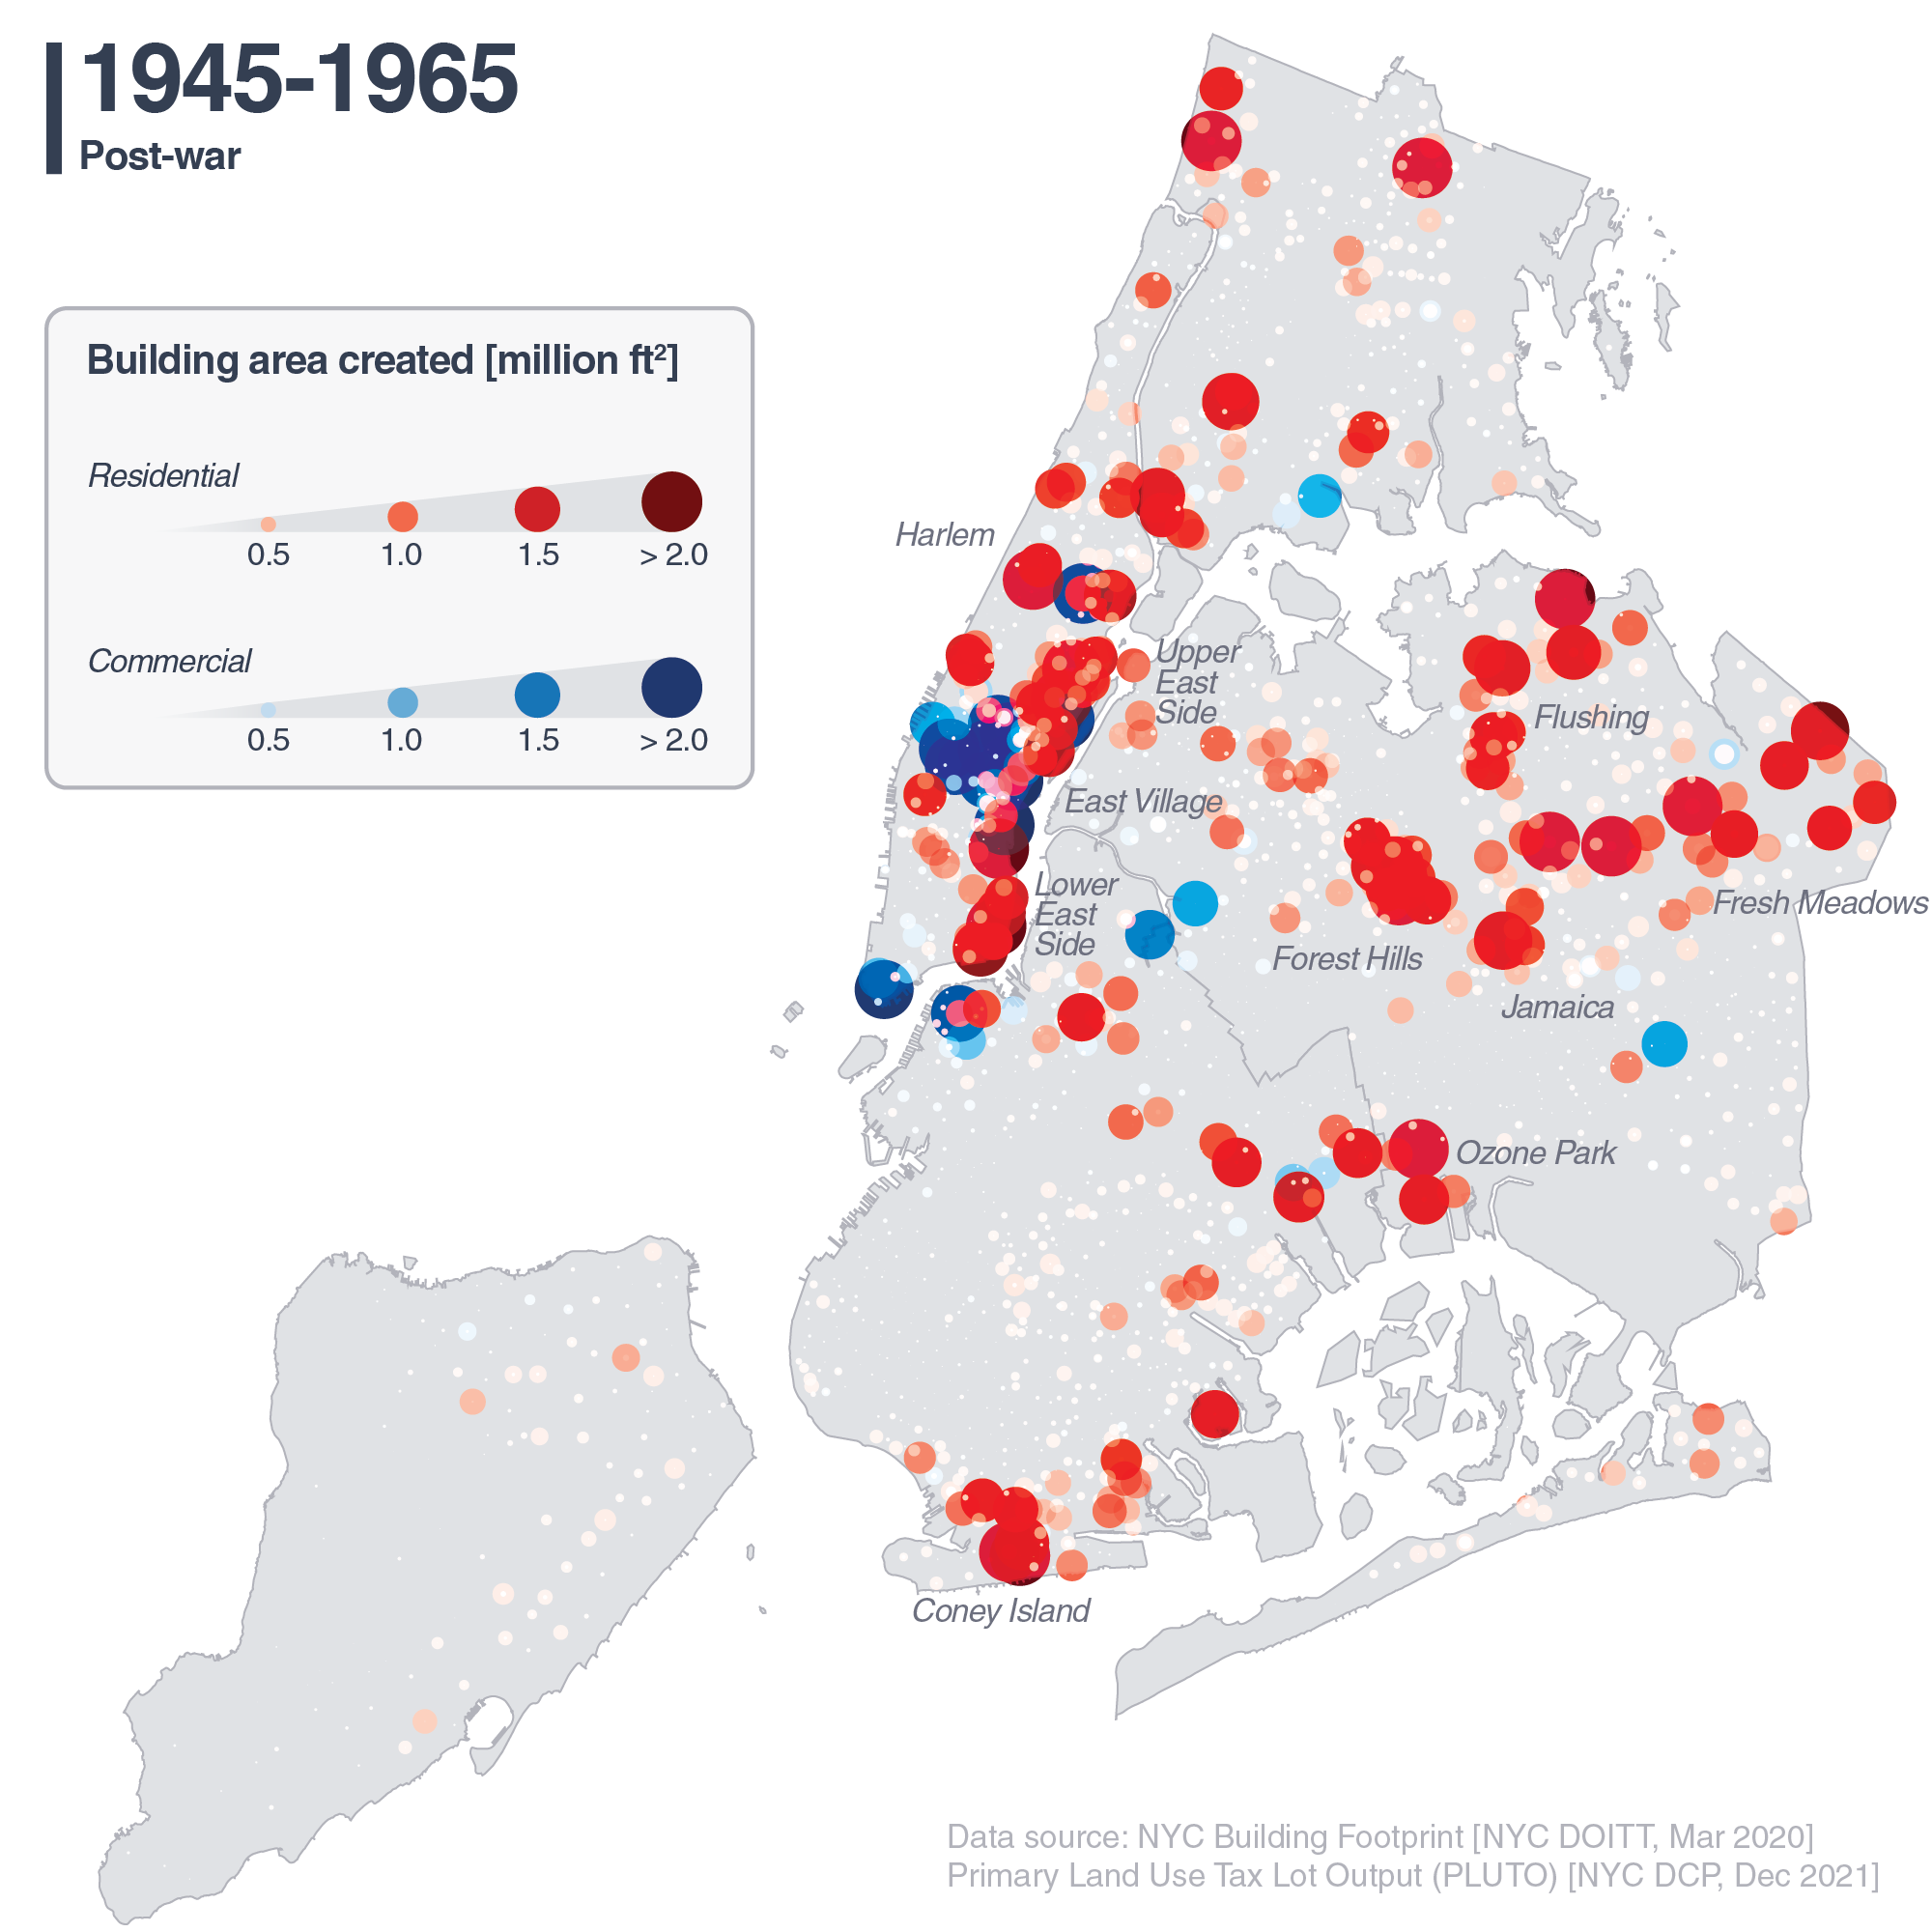 1945-1965
Post-war
Building area created [million ft²]
Residential
0.5 1.0 1.5 > 2.0
Commercial
0.5 1.0 1.5 > 2.0
Harlem
Upper
East
Side
Flushing
East Village
Lower
East
Side
Fresh Meadows
Forest Hills
Jamaica
Ozone Park
Coney Island
Data source: NYC Building Footprint [NYC DOITT, Mar 2020]
Primary Land Use Tax Lot Output (PLUTO) [NYC DCP, Dec 2021]